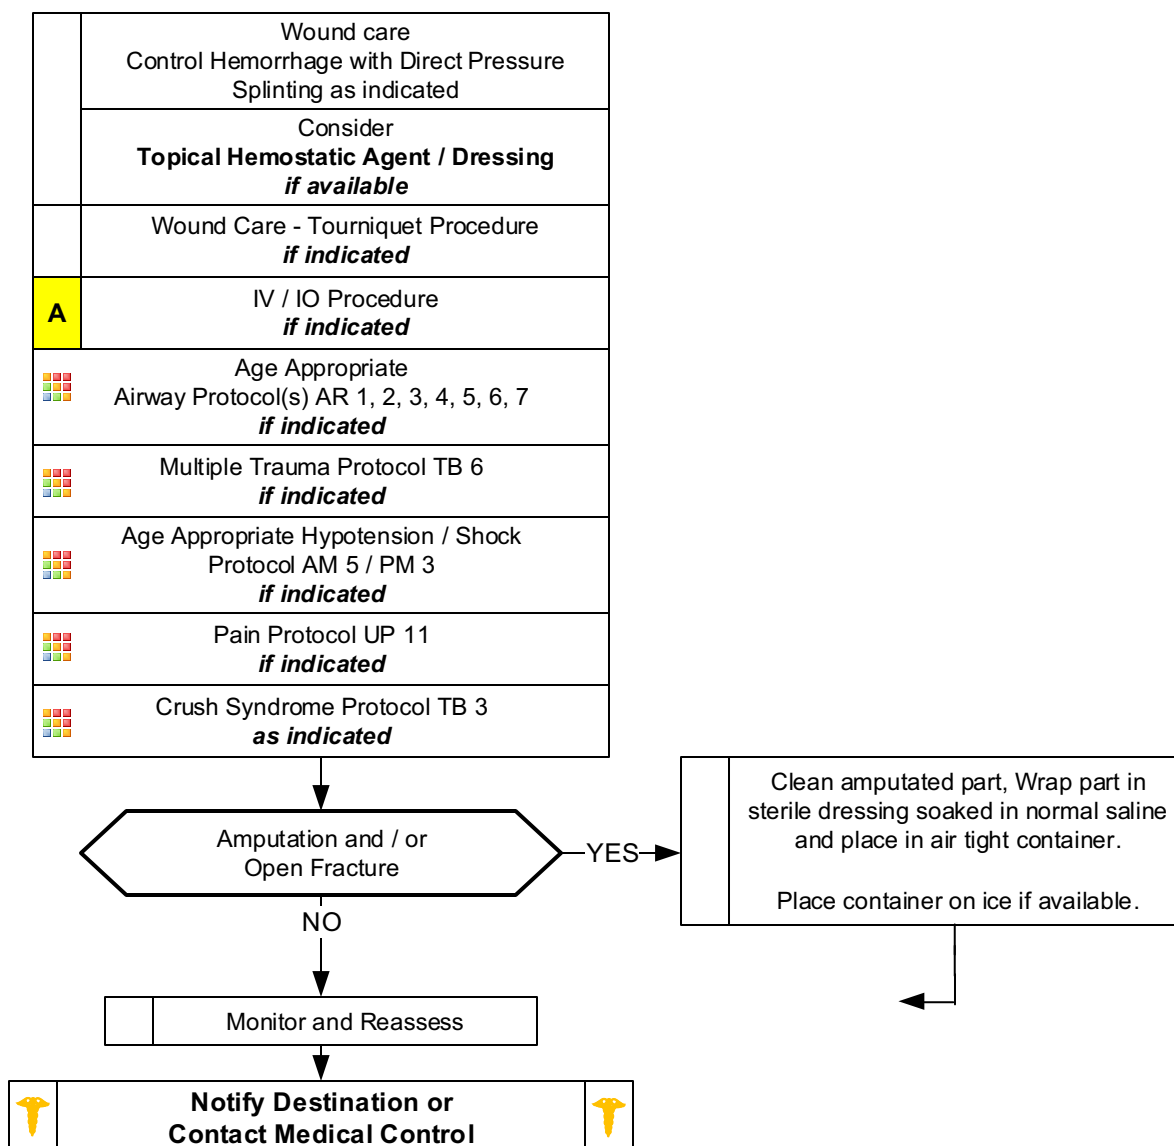 Wound care
Control Hemorrhage with Direct Pressure
Splinting as indicated
Consider
Topical Hemostatic Agent / Dressing
if available
Wound Care - Tourniquet Procedure
if indicated
A
IV / IO Procedure
if indicated
Age Appropriate
Airway Protocol(s) AR 1, 2, 3, 4, 5, 6, 7
if indicated
Multiple Trauma Protocol TB 6
if indicated
Age Appropriate Hypotension / Shock
Protocol AM 5 / PM 3
if indicated
Pain Protocol UP 11
if indicated
Crush Syndrome Protocol TB 3
as indicated
Amputation and / or
Open Fracture
YES
Clean amputated part, Wrap part in
sterile dressing soaked in normal saline
and place in air tight container.
Place container on ice if available.
NO
Monitor and Reassess
Notify Destination or
Contact Medical Control